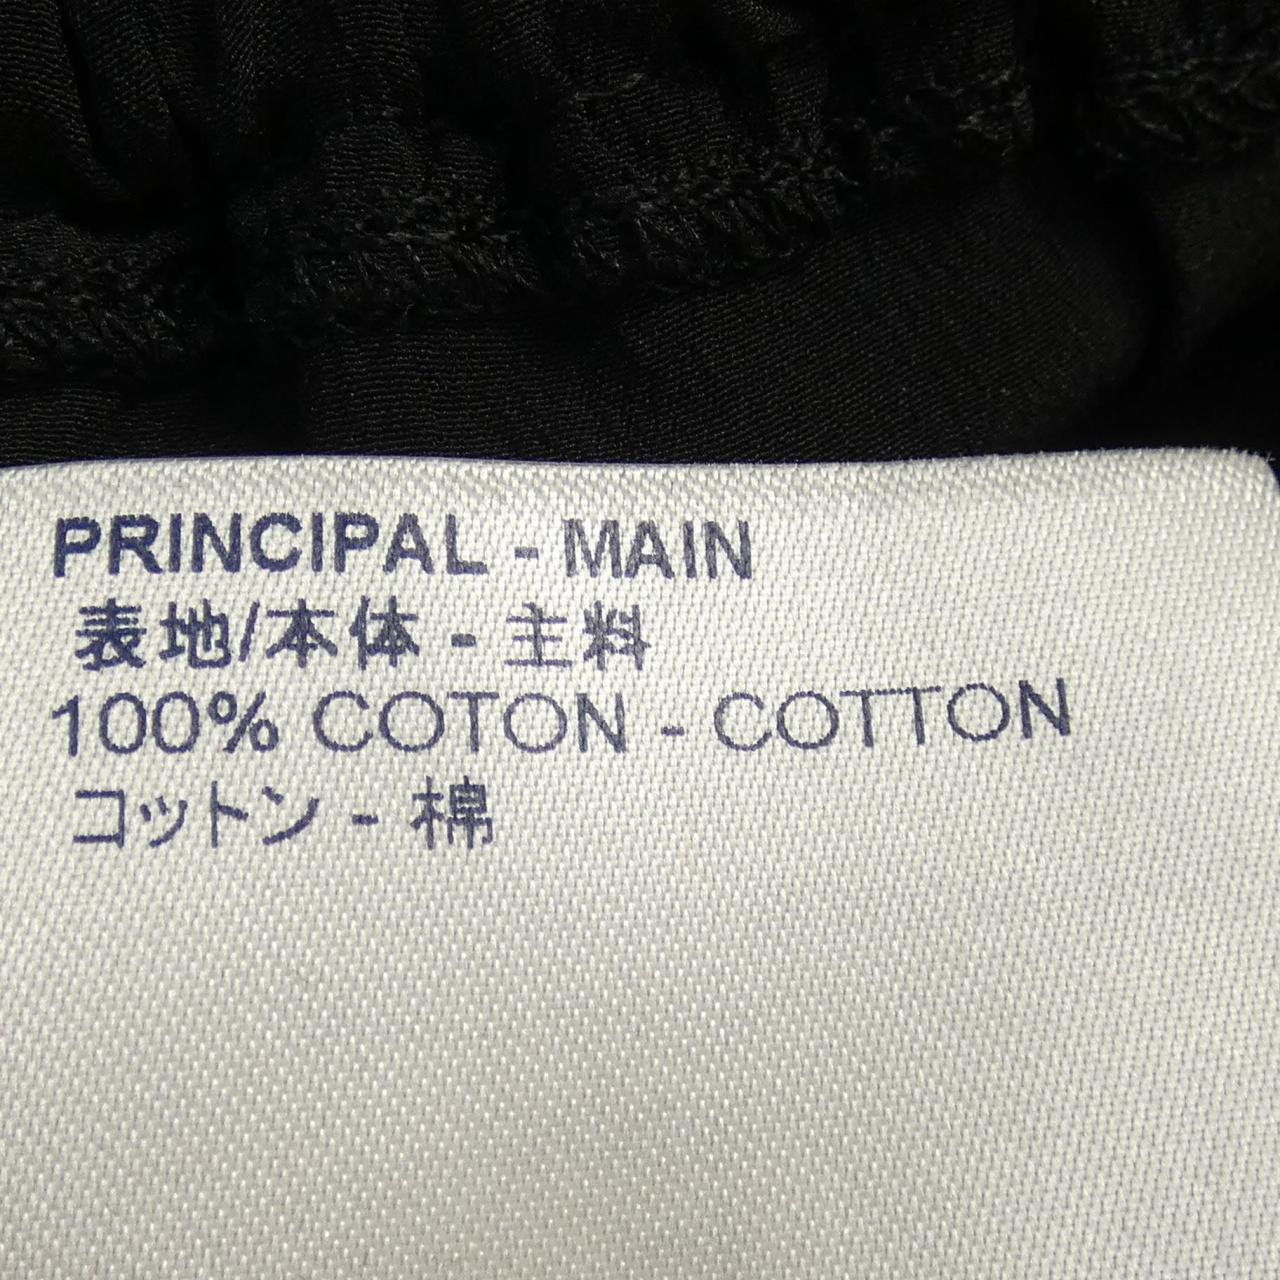 PRINCIPAL - MAIN
表地/本体 - 主料
100% COTON - COTTON
コットン - 棉